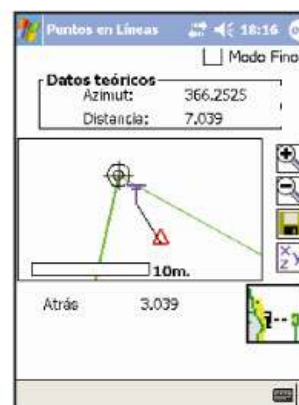 Puntos en Líneas 18:16
Modo Fino
Datos teóricos
Azimut: 366.2525
Distancia: 7.039
10m.
Atrás 3.039
x y z